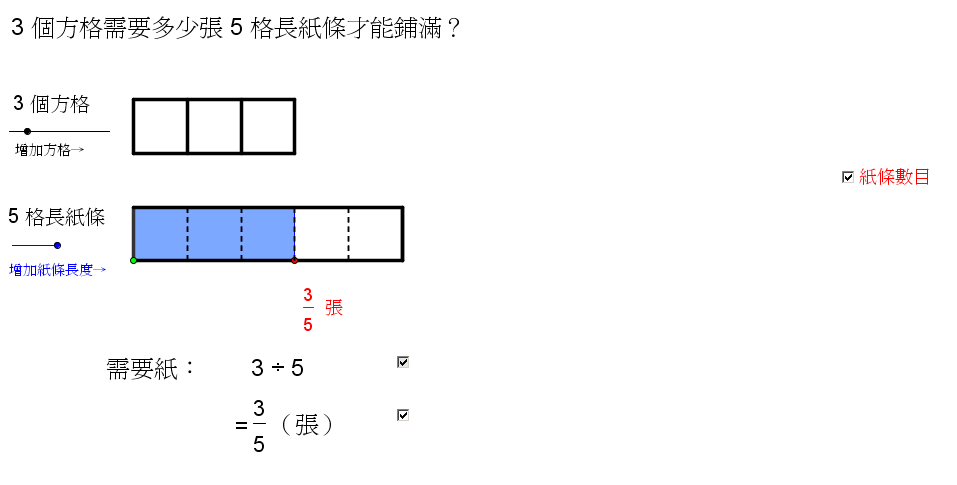 3 個方格需要多少張 5 格長紙條才能鋪滿？
3 個方格
增加方格→
紙條數目
5 格長紙條
增加紙條長度→
3/5 張
需要紙： 3 ÷ 5
= 3/5 （張）